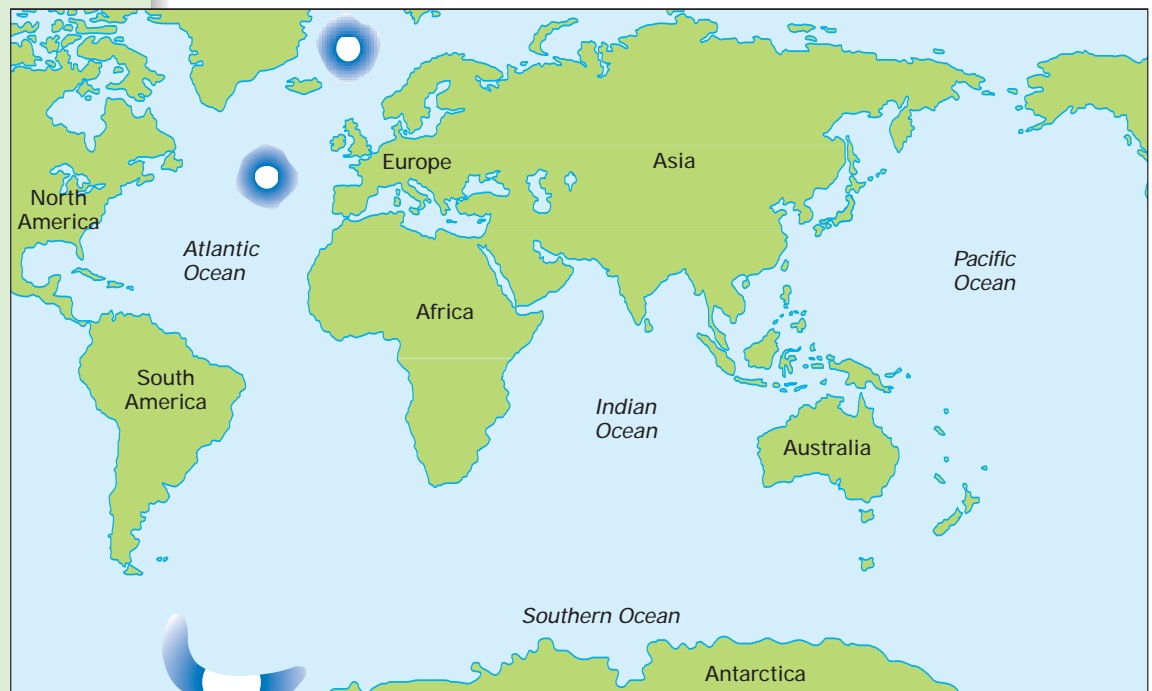 Europe
Asia
North
America
Atlantic
Ocean
Pacific
Ocean
Africa
South
America
Indian
Ocean
Australia
Southern Ocean
Antarctica